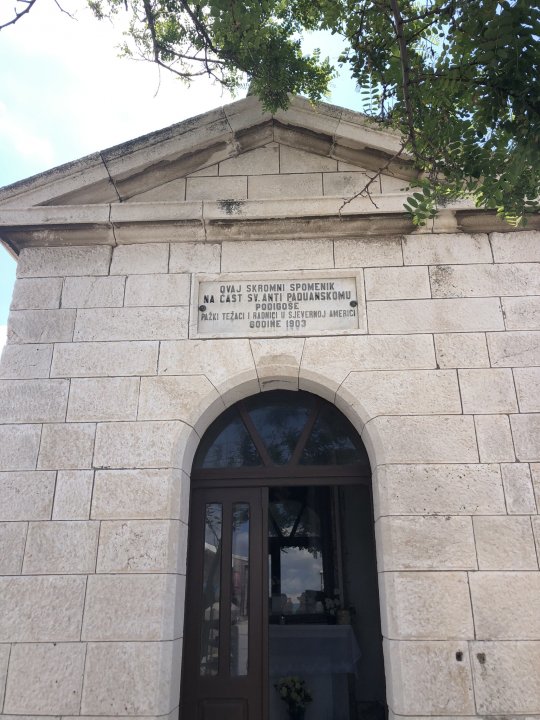 OVAJ SKROMNI SPOMENIK
NA ČAST SV. ANTI PADUANSKOMU
PODIGOŠE
PAŽKI TEŽACI I RADNICI U SJEVERNOJ AMERICI
GODINE 1903